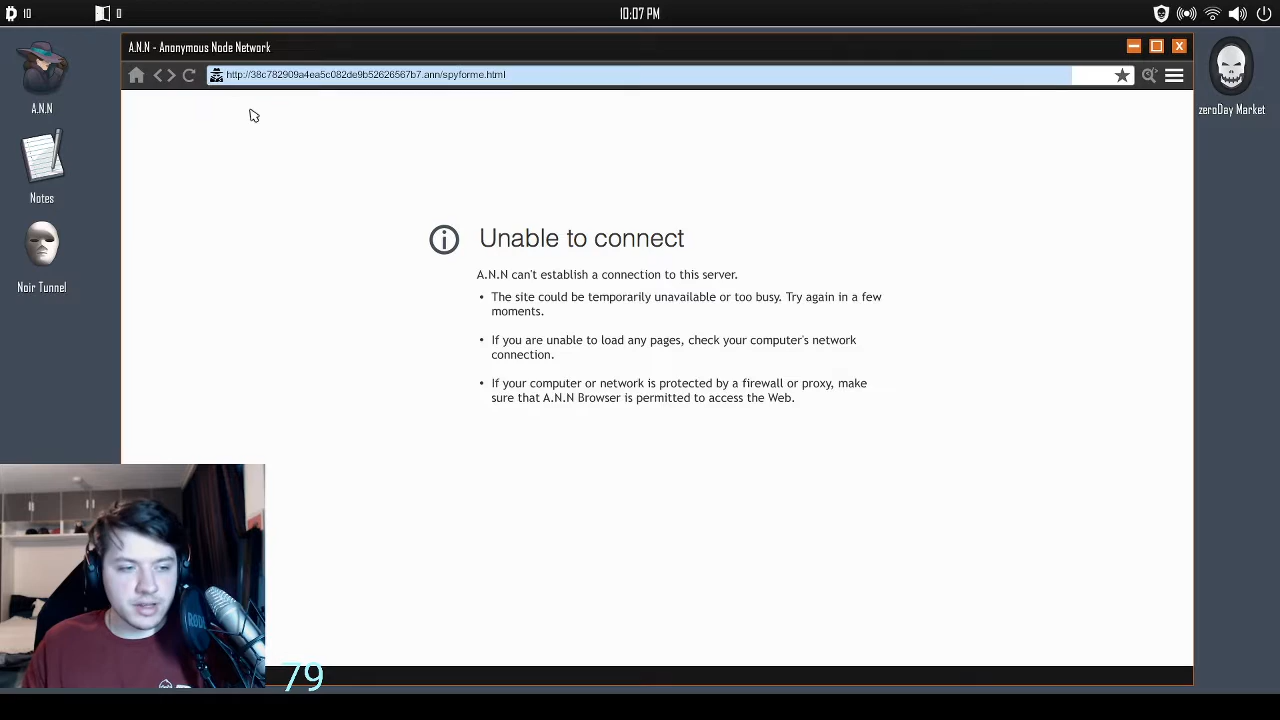 10
0
10:07 PM
A.N.N - Anonymous Node Network
http://38c782909a4ea5c082de9b52626567b7.ann/spyforme.html
A.N.N
Notes
Noir Tunnel
zeroDay Market
Unable to connect
A.N.N can't establish a connection to this server.
• The site could be temporarily unavailable or too busy. Try again in a few
moments.
• If you are unable to load any pages, check your computer's network
connection.
• If your computer or network is protected by a firewall or proxy, make
sure that A.N.N Browser is permitted to access the Web.
RODE
79